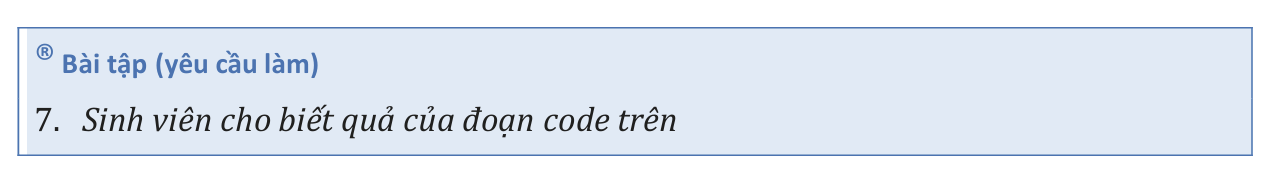 ® Bài tập (yêu cầu làm)
7. Sinh viên cho biết quả của đoạn code trên